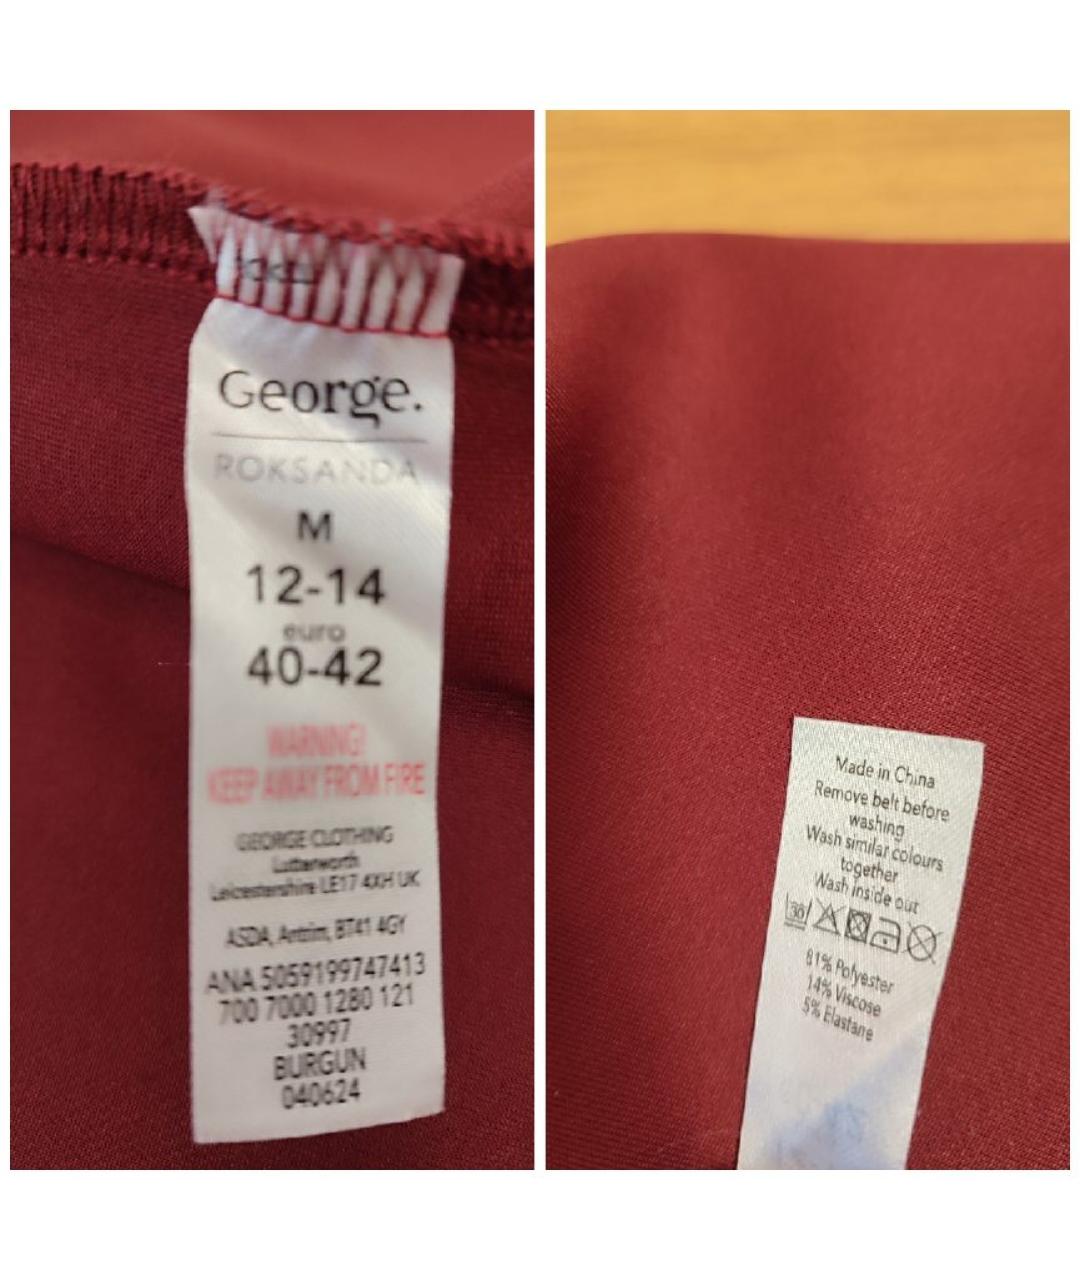 George.
ROKSANDA
M
12-14
euro
40-42
WARNING!
KEEP AWAY FROM FIRE
GEORGE CLOTHING
Lutterworth
Leicestershire LE17 4XH UK
ASDA, Antrim, BT41 4GY
ANA 5059199747413
700 7000 1280 121
30997
BURGUN
040624
Made in China
Remove belt before
washing
Wash similar colours
together
Wash inside out
30
81% Polyester
14% Viscose
5% Elastane